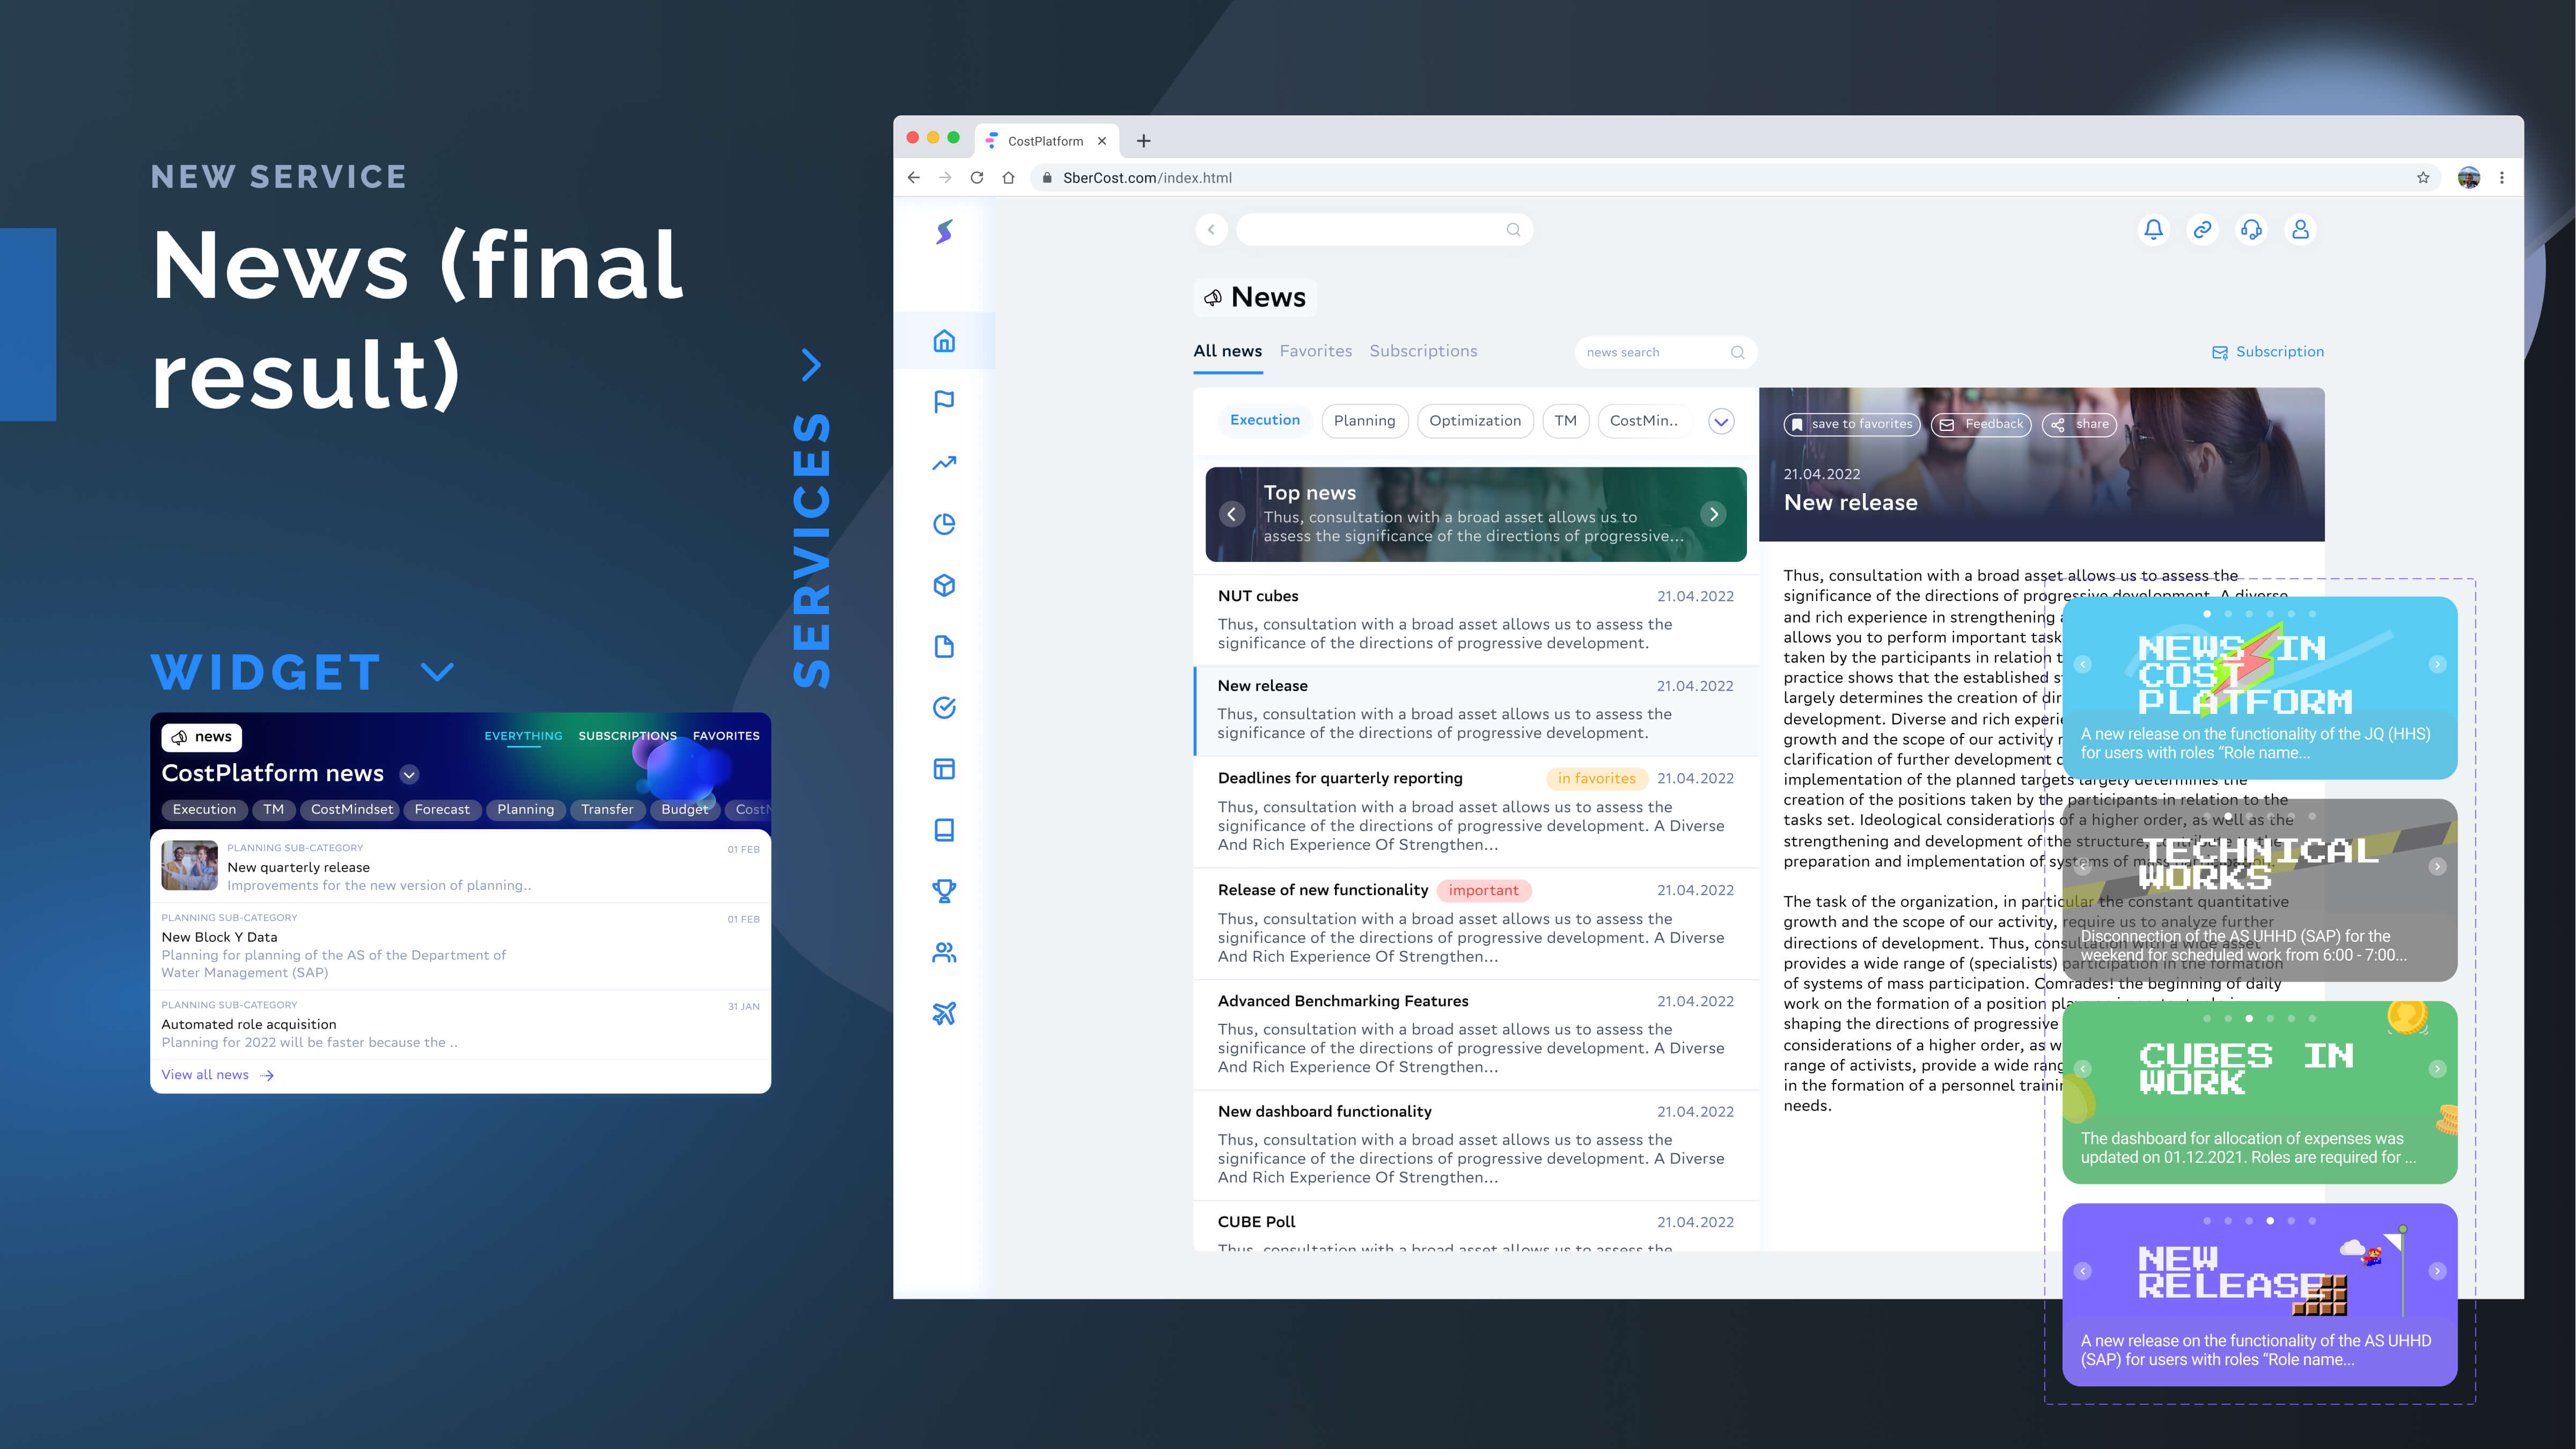 NEW SERVICE
News (final
result)
SERVICES
WIDGET
news
EVERYTHING
SUBSCRIPTIONS
FAVORITES
CostPlatform news
Execution
TM
CostMindset
Forecast
Planning
Transfer
Budget
PLANNING SUB-CATEGORY
01 FEB
New quarterly release
Improvements for the new version of planning..
PLANNING SUB-CATEGORY
01 FEB
New Block Y Data
Planning for planning of the AS of the Department of
Water Management (SAP)
PLANNING SUB-CATEGORY
31 JAN
Automated role acquisition
Planning for 2022 will be faster because the ..
View all news
CostPlatform
SberCost.com/index.html
News
All news
Favorites
Subscriptions
news search
Subscription
Execution
Planning
Optimization
TM
CostMin..
Top news
Thus, consultation with a broad asset allows us to
assess the significance of the directions of progressive...
NUT cubes
21.04.2022
Thus, consultation with a broad asset allows us to assess the
significance of the directions of progressive development.
New release
21.04.2022
Thus, consultation with a broad asset allows us to assess the
significance of the directions of progressive development.
Deadlines for quarterly reporting
in favorites
21.04.2022
Thus, consultation with a broad asset allows us to assess the
significance of the directions of progressive development. A Diverse
And Rich Experience Of Strengthen...
Release of new functionality
important
21.04.2022
Thus, consultation with a broad asset allows us to assess the
significance of the directions of progressive development. A Diverse
And Rich Experience Of Strengthen...
Advanced Benchmarking Features
21.04.2022
Thus, consultation with a broad asset allows us to assess the
significance of the directions of progressive development. A Diverse
And Rich Experience Of Strengthen...
New dashboard functionality
21.04.2022
Thus, consultation with a broad asset allows us to assess the
significance of the directions of progressive development. A Diverse
And Rich Experience Of Strengthen...
CUBE Poll
21.04.2022
Thus, consultation with a broad asset allows us to assess the
save to favorites
Feedback
share
21.04.2022
New release
Thus, consultation with a broad asset allows us to assess the
significance of the directions of progressive development. A diverse
and rich experience in strengthening
allows you to perform important
taken by the participants in relation
practice shows that the established
largely determines the creation of
development. Diverse and rich
growth and the scope of our activity
clarification of further development
implementation of the planned targets largely determines the
creation of the positions taken by the participants in relation to the
tasks set. Ideological considerations of a higher order, as well as the
strengthening and development of the structure, contribute to the
preparation and implementation of systems of mass participation.
The task of the organization, in particular the constant quantitative
growth and the scope of our activity, require us to analyze further
directions of development. Thus, consultation with a wide asset
provides a wide range of (specialists) participation in the formation
of systems of mass participation. Comrades! the beginning of daily
work on the formation of a position
shaping the directions of progressive
considerations of a higher order, as
range of activists, provide a wide
in the formation of a personnel
needs.
NEWS IN
COST
PLATFORM
A new release on the functionality of the JQ (HHS)
for users with roles “Role name...
TECHNICAL
WORKS
Disconnection of the AS UHHD (SAP) for the
weekend for scheduled work from 6:00 - 7:00...
CUBES IN
WORK
The dashboard for allocation of expenses was
updated on 01.12.2021. Roles are required for ...
NEW
RELEASE
A new release on the functionality of the AS UHHD
(SAP) for users with roles “Role name...